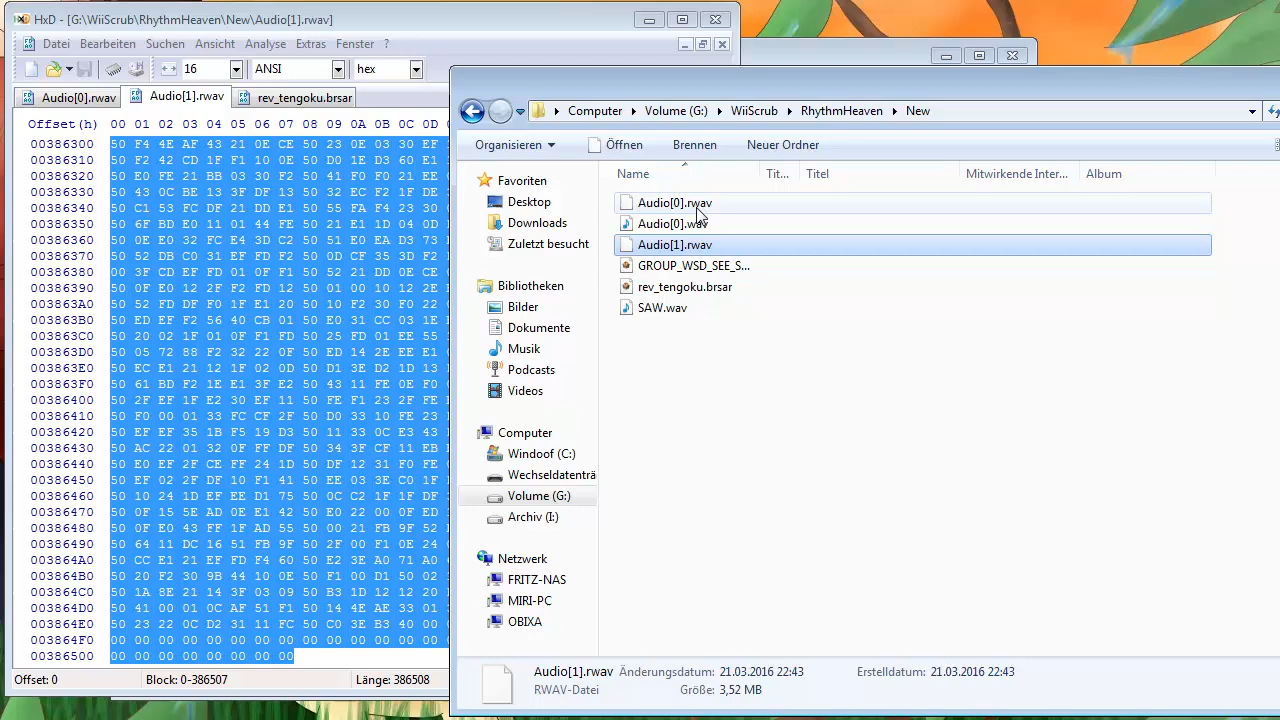 HxD - [G:\WiiScrub\RhythmHeaven\New\Audio[1].rwav]
Datei Bearbeiten Suchen Ansicht Analyse Extras Fenster ?
16 ANSI hex
Audio[0].rwav Audio[1].rwav rev_tengoku.brsar
Offset(h) 00 01 02 03 04 05 06 07 08 09 0A 0B 0C 0D
00386300 50 F4 4E AF 43 21 0E CE 50 23 0E 03 30 EF
00386310 50 F2 42 CD 1F F1 10 0E 50 D0 1E D3 60 E1
00386320 50 E0 FE 21 BB 03 30 F2 50 41 F0 F0 21 EE
00386330 50 43 0C BE 13 3F DF 13 50 32 EC F2 1F DE
00386340 50 C1 53 FC DF 21 DD E1 50 55 FA F4 23 30
00386350 50 6F BD E0 11 01 44 FE 50 21 E1 1D 04 0D
00386360 50 0E E0 32 FC E4 3D C2 50 51 E0 EA D3 73
00386370 50 52 DB C0 31 EF FD F2 50 0D CF 35 3D F2
00386380 00 3F CD EF FD 01 0F F1 50 52 21 DD 0E CE
00386390 50 0F E0 13 2F 2F FD 12 50 01 00 10 12 2E
003863A0 50 52 FD DF F0 1F E1 20 50 10 F2 30 F0 22
003863B0 50 ED EF F2 56 40 CB 01 50 E0 31 CC 03 1E
003863C0 50 20 02 1F 01 0F F1 FD 50 25 FD 01 EE 55
003863D0 50 05 72 88 F2 32 22 0F 50 ED 14 2E EE E1
003863E0 50 EC E1 21 12 1F 02 0D 50 D1 3E D2 1D 13
003863F0 50 61 BD F2 1E E1 3F E2 50 43 11 FE 0E F0
00386400 50 2F EF 1F E2 30 EF 11 50 FE F1 23 2F FE
00386410 50 F0 00 01 33 FC CF 2F 50 D0 33 10 FE 23
00386420 50 EF EF 35 1B F5 19 D3 50 11 33 0C E3 43
00386430 50 AC 22 01 32 0F FF DF 50 34 3F CF 11 EB
00386440 50 E0 EF 2F CE FF 24 1D 50 DF 12 31 F0 FE
00386450 50 EF 02 2F DF 10 F1 41 50 EE 03 3E C0 1F
00386460 50 10 24 1D EF EE D1 75 50 0C C2 1F 1F DF
00386470 50 0F 15 5E AD 0E E1 42 50 E0 22 00 0F ED
00386480 50 0F E0 43 FF 1F AD 55 50 00 21 FB 9F 52
00386490 50 64 11 DC 16 51 FB 9F 50 2F 00 F1 0E 24
003864A0 50 CC E1 21 EF FD F4 60 50 E2 3E A0 71 A0
003864B0 50 20 F2 30 9B 44 10 0E 50 F1 00 D1 50 02
003864C0 50 1A 8E 21 14 3F 03 09 50 B3 1D 12 12 20
003864D0 50 41 00 01 0C AF 51 F1 50 14 4E AE 33 01
003864E0 50 23 22 0C D2 31 11 FC 50 C0 3E B3 40 00
003864F0 00 00 00 00 00 00 00 00 00 00 00 00 00 00
00386500 00 00 00 00 00 00 00 00
Offset: 0 Block: 0-386507 Länge: 386508
Computer Volume (G:) WiiScrub RhythmHeaven New
Organisieren Öffnen Brennen Neuer Ordner
Favoriten
Desktop
Downloads
Zuletzt besucht
Bibliotheken
Bilder
Dokumente
Musik
Podcasts
Videos
Computer
Windoof (C:)
Wechseldatenträ
Volume (G:)
Archiv (I:)
Netzwerk
FRITZ-NAS
MIRI-PC
OBIXA
Name Tit... Titel Mitwirkende Inter... Album
Audio[0].rwav
Audio[0].wav
Audio[1].rwav
GROUP_WSD_SEE_S...
rev_tengoku.brsar
SAW.wav
Audio[1].rwav Änderungsdatum: 21.03.2016 22:43 Erstelldatum: 21.03.2016 22:43
RWAV-Datei Größe: 3,52 MB